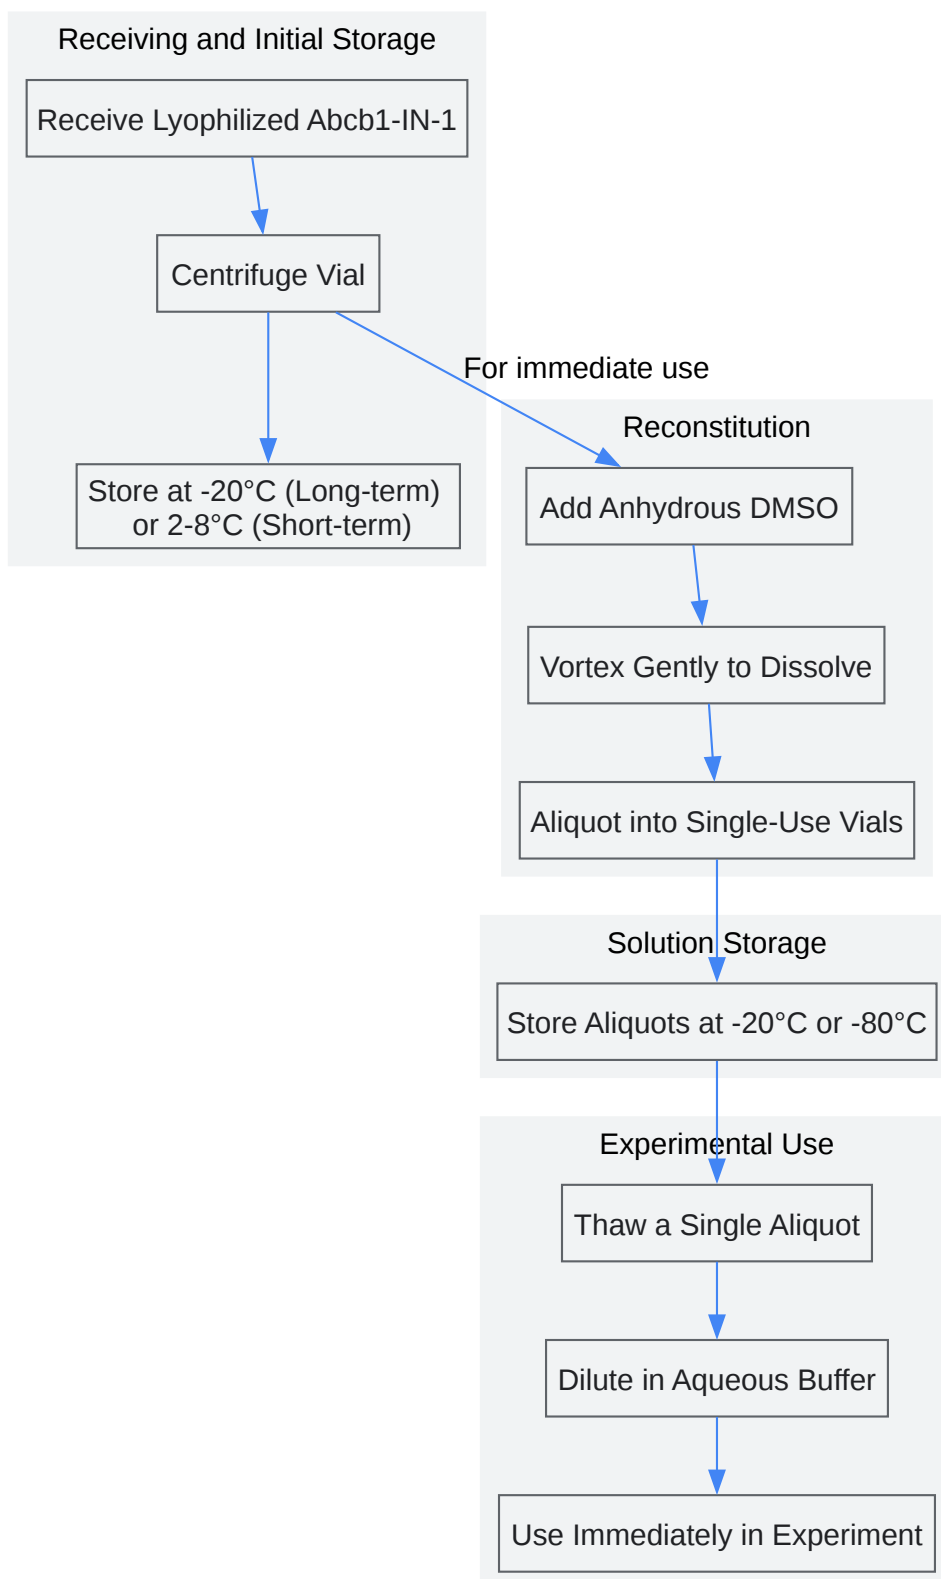 Receiving and Initial Storage
Receive Lyophilized Abcb1-IN-1
Centrifuge Vial
For immediate use
Store at -20°C (Long-term)
or 2-8°C (Short-term)
Reconstitution
Add Anhydrous DMSO
Vortex Gently to Dissolve
Aliquot into Single-Use Vials
Solution Storage
Store Aliquots at -20°C or -80°C
Experimental Use
Thaw a Single Aliquot
Dilute in Aqueous Buffer
Use Immediately in Experiment